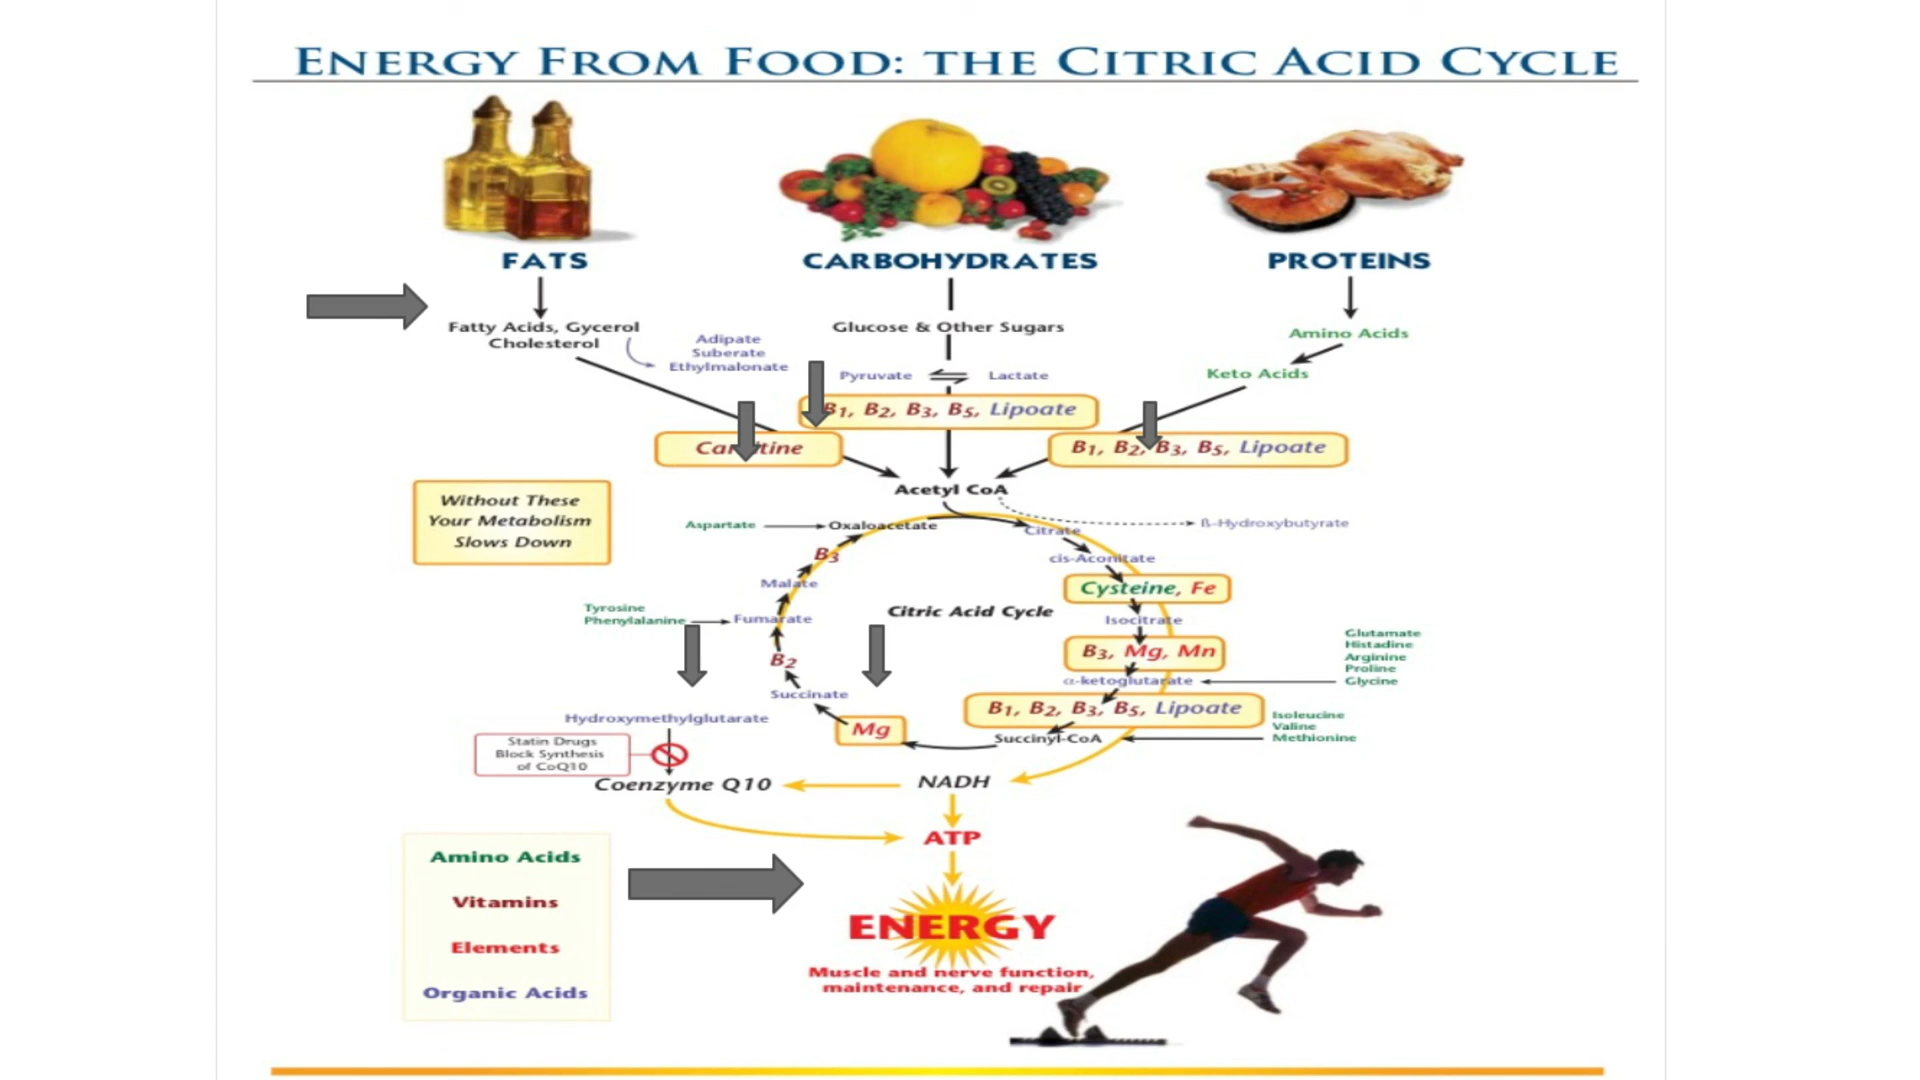 ENERGY FROM FOOD: THE CITRIC ACID CYCLE
FATS
CARBOHYDRATES
PROTEINS
Fatty Acids, Gycerol
Cholesterol
Adipate
Suberate
Ethylmalonate
Glucose & Other Sugars
Pyruvate
Lactate
Amino Acids
Keto Acids
B1, B2, B3, B5, Lipoate
B1, B2, B3, B5, Lipoate
Acetyl CoA
Without These
Your Metabolism
Slows Down
Aspartate
Oxaloacetate
Citrate
ß-Hydroxybutyrate
cis-Aconitate
B3
Malate
Cysteine, Fe
Tyrosine
Phenylalanine
Fumarate
Citric Acid Cycle
Isocitrate
B3, Mg, Mn
Glutamate
Histadine
Arginine
Proline
Glycine
B2
α-ketoglutarate
Succinate
B1, B2, B3, B5, Lipoate
Mg
Succinyl-CoA
Isoleucine
Valine
Methionine
Hydroxymethylglutarate
Statin Drugs
Block Synthesis
of CoQ10
Coenzyme Q10
NADH
ATP
ENERGY
Muscle and nerve function,
maintenance, and repair
Amino Acids
Vitamins
Elements
Organic Acids